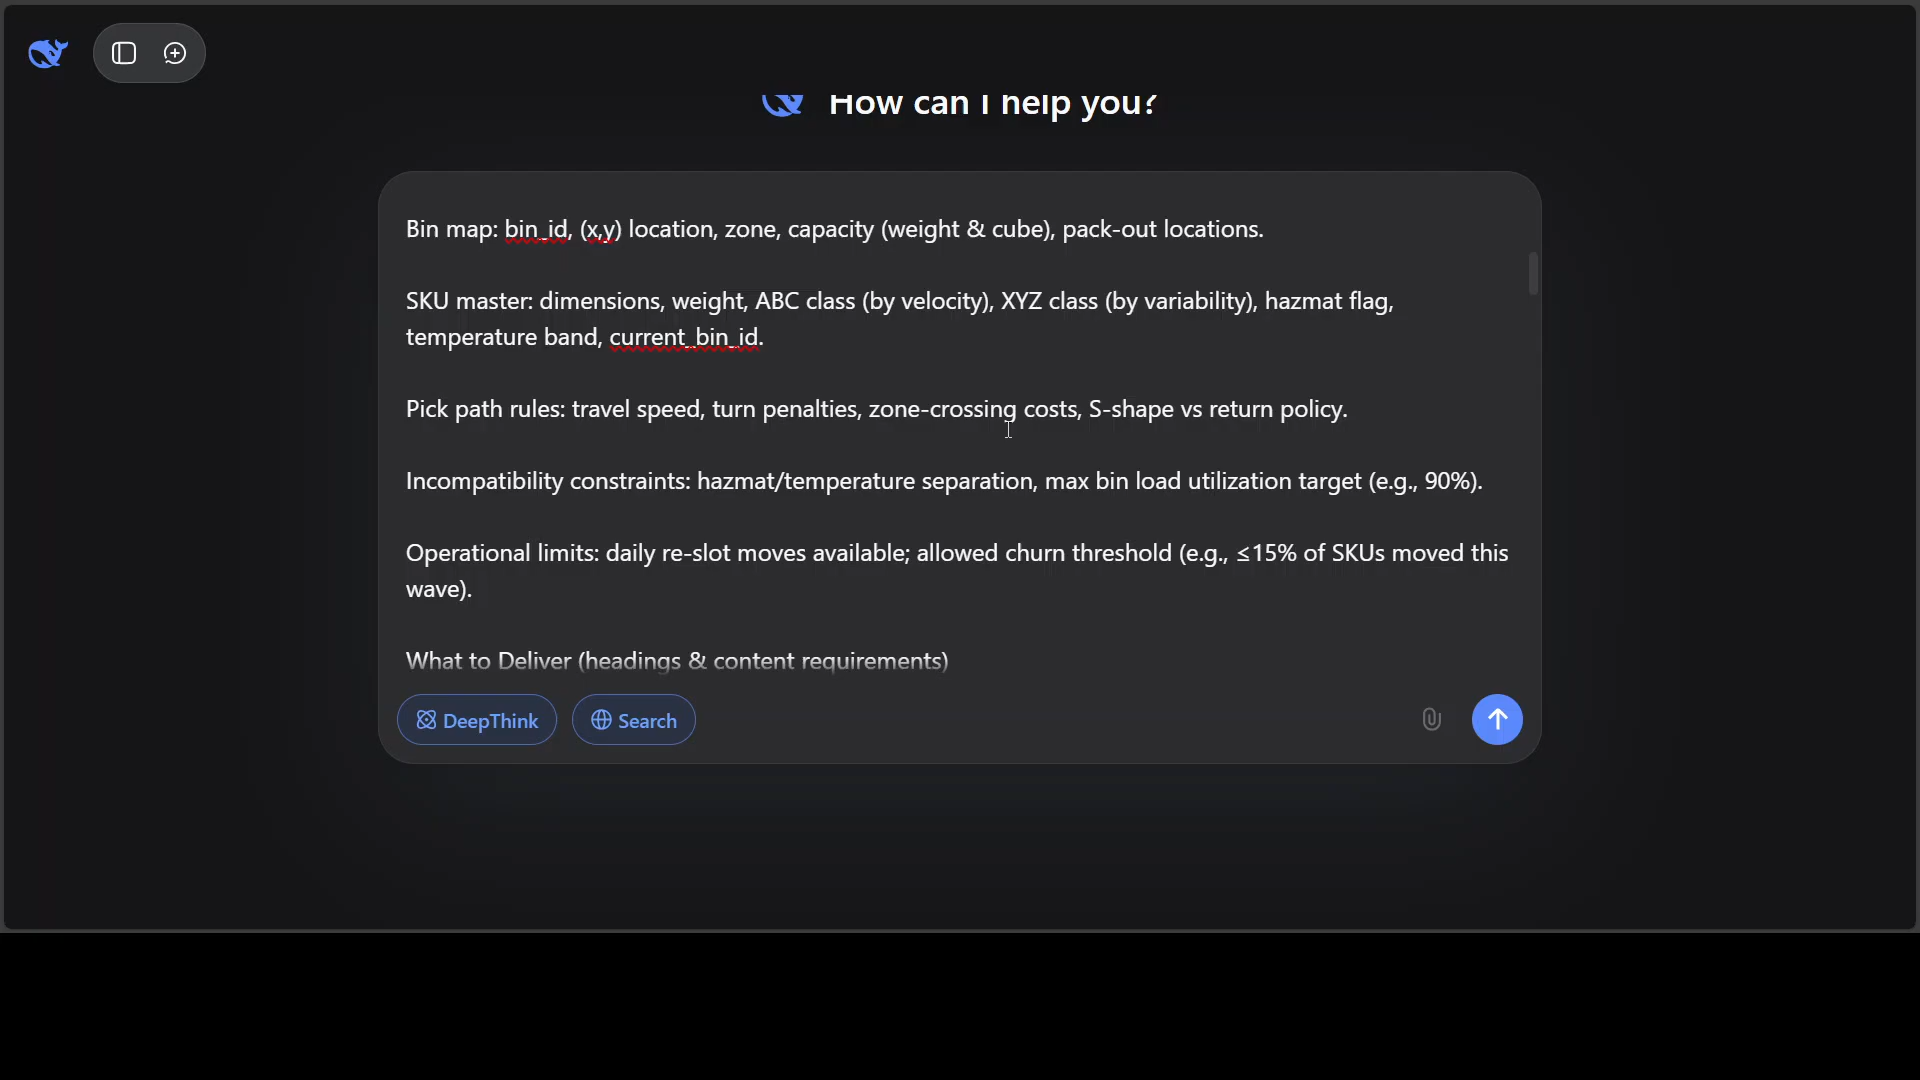 How can I help you?
Bin map: bin_id, (x,y) location, zone, capacity (weight & cube), pack-out locations.
SKU master: dimensions, weight, ABC class (by velocity), XYZ class (by variability), hazmat flag,
temperature band, current_bin_id.
Pick path rules: travel speed, turn penalties, zone-crossing costs, S-shape vs return policy.
Incompatibility constraints: hazmat/temperature separation, max bin load utilization target (e.g., 90%).
Operational limits: daily re-slot moves available; allowed churn threshold (e.g., ≤15% of SKUs moved this
wave).
What to Deliver (headings & content requirements)
DeepThink
Search